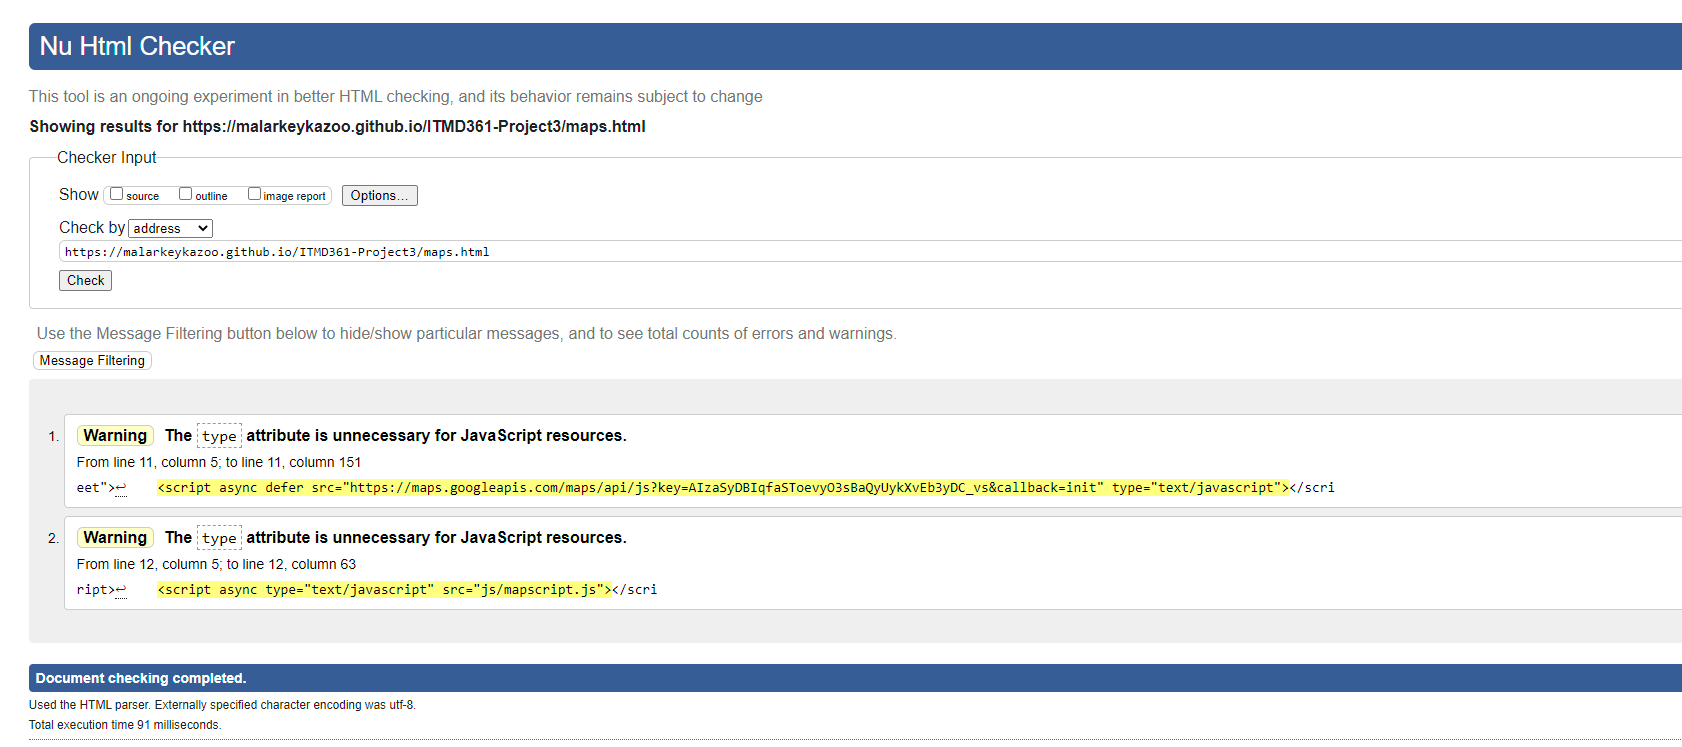 Nu Html Checker
This tool is an ongoing experiment in better HTML checking, and its behavior remains subject to change
Showing results for https://malarkeykazoo.github.io/ITMD361-Project3/maps.html
Checker Input
Show source outline image report Options...
Check by address
https://malarkeykazoo.github.io/ITMD361-Project3/maps.html
Check
Use the Message Filtering button below to hide/show particular messages, and to see total counts of errors and warnings.
Message Filtering
1. Warning The type attribute is unnecessary for JavaScript resources.
From line 11, column 5; to line 11, column 151
eet">↩ <script async defer src="https://maps.googleapis.com/maps/api/js?key=AIzaSyDBIqfaSToevyO3sBaQyUykXvEb3yDC_vs&callback=init" type="text/javascript"></scri
2. Warning The type attribute is unnecessary for JavaScript resources.
From line 12, column 5; to line 12, column 63
ript>↩ <script async type="text/javascript" src="js/mapscript.js"></scri
Document checking completed.
Used the HTML parser. Externally specified character encoding was utf-8.
Total execution time 91 milliseconds.